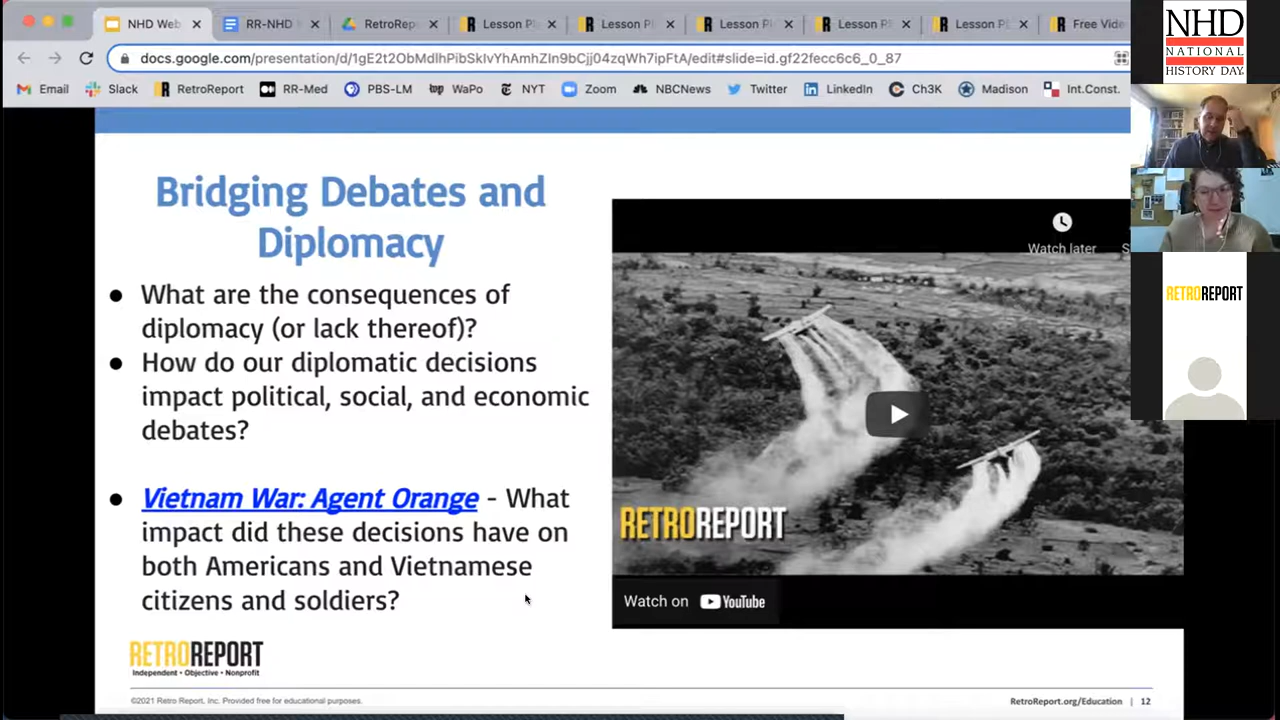 NHD Web
RR-NHD
RetroRep
Lesson Pl
Lesson Pl
Lesson Pl
Lesson Pl
Lesson Pl
Free Vide
docs.google.com/presentation/d/1gE2t2ObMdlhPibSkIvYhAmhZIn9bCjj04zqWh7ipFtA/edit#slide=id.gf22fecc6c6_0_87
Email
Slack
RetroReport
RR-Med
PBS-LM
wp WaPo
NYT
Zoom
NBCNews
Twitter
LinkedIn
Ch3K
Madison
Int.Const.
NHD
NATIONAL
HISTORY DAY
Bridging Debates and
Diplomacy
● What are the consequences of
diplomacy (or lack thereof)?
● How do our diplomatic decisions
impact political, social, and economic
debates?
● Vietnam War: Agent Orange - What
impact did these decisions have on
both Americans and Vietnamese
citizens and soldiers?
Watch later
S
RETROREPORT
Watch on YouTube
RETROREPORT
RETROREPORT
Independent • Objective • Nonprofit
©2021 Retro Report, Inc. Provided free for educational purposes.
RetroReport.org/Education | 12